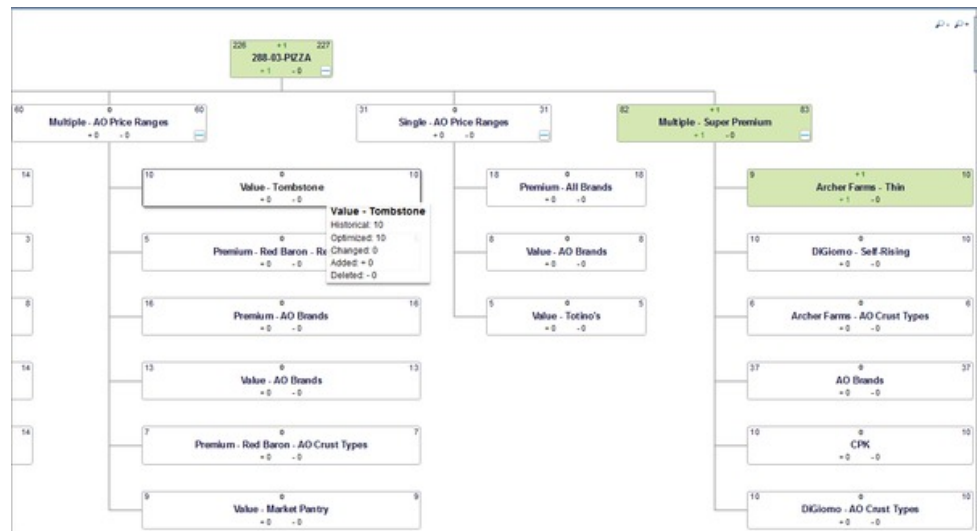 226 +1 227
288-03-PIZZA
+ 1 - 0
60 0 60
Multiple - AO Price Ranges
+ 0 - 0
31 0 31
Single - AO Price Ranges
+ 0 - 0
82 +1 83
Multiple - Super Premium
+ 1 - 0
14
10 0 10
Value - Tombstone
+ 0 - 0
18 0 18
Premium - All Brands
+ 0 - 0
9 +1 10
Archer Farms - Thin
+ 1 - 0
Value - Tombstone
Historical: 10
Optimized: 10
Changed: 0
Added: + 0
Deleted: - 0
3
5 0
Premium - Red Baron - R
+ 0 - 0
8 0 8
Value - AO Brands
+ 0 - 0
10 0 10
DiGiorno - Self-Rising
+ 0 - 0
8
16 0 16
Premium - AO Brands
+ 0 - 0
5 0 5
Value - Totino's
+ 0 - 0
6 0 6
Archer Farms - AO Crust Types
+ 0 - 0
14
13 0 13
Value - AO Brands
+ 0 - 0
37 0 37
AO Brands
+ 0 - 0
14
7 0 7
Premium - Red Baron - AO Crust Types
+ 0 - 0
10 0 10
CPK
+ 0 - 0
9 0 9
Value - Market Pantry
+ 0 - 0
10 0 10
DiGiorno - AO Crust Types
+ 0 - 0